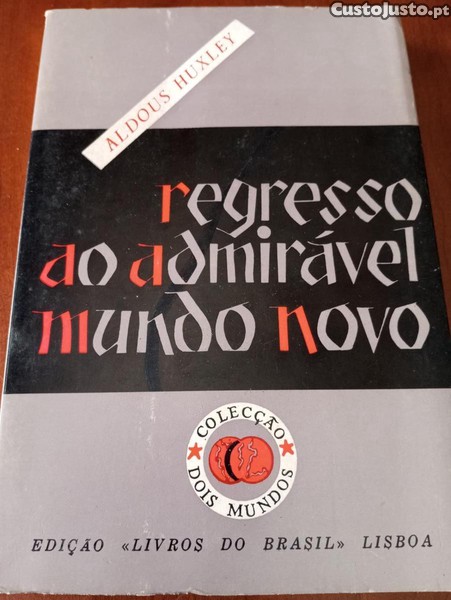 CustoJusto.pt
ALDOUS HUXLEY
regresso
ao admirável
mundo novo
COLECÇÃO
DOIS MUNDOS
EDIÇÃO «LIVROS DO BRASIL» LISBOA